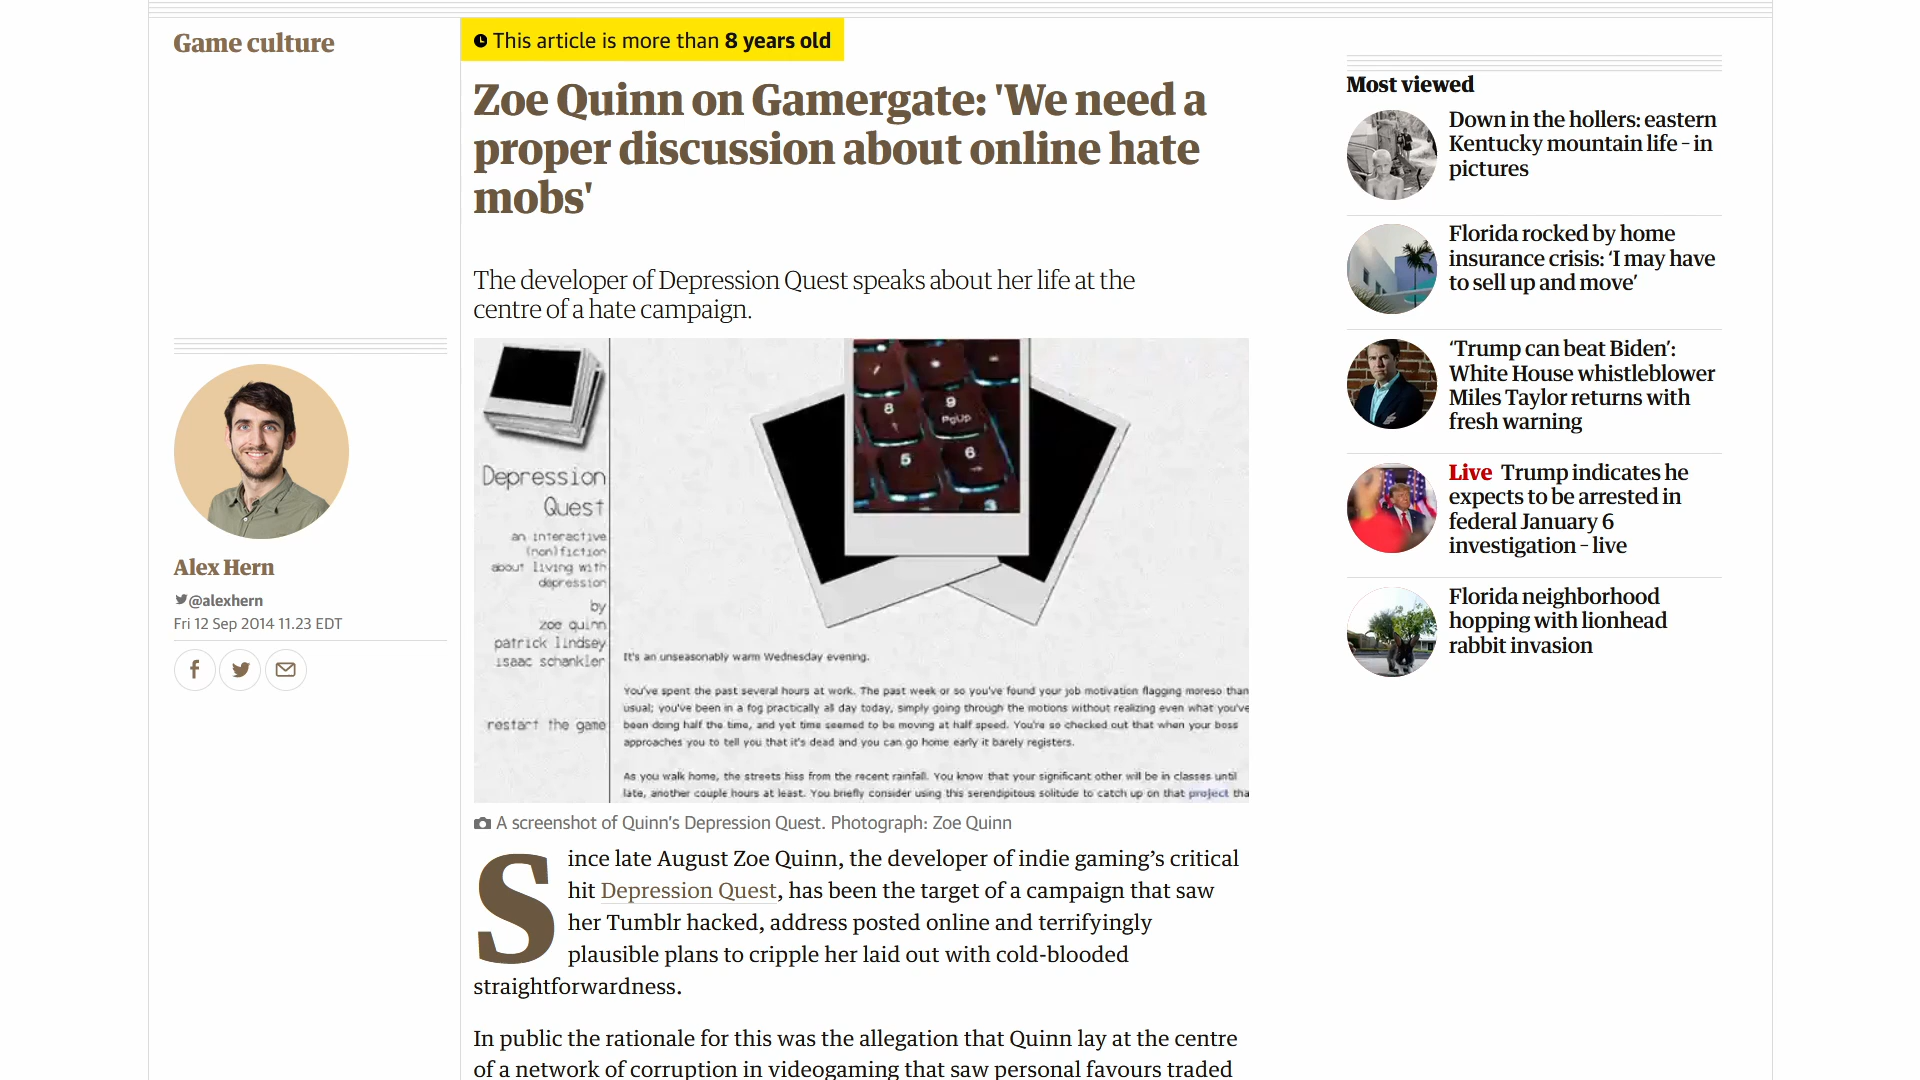 Game culture
This article is more than 8 years old
Zoe Quinn on Gamergate: 'We need a
proper discussion about online hate
mobs'
The developer of Depression Quest speaks about her life at the
centre of a hate campaign.
Alex Hern
@alexhern
Fri 12 Sep 2014 11.23 EDT
Depression
Quest
an interactive
(non)fiction
about living with
depression
by
zoe quinn
patrick lindsey
isaac schankler
restart the game
7
8
9
PgUp
5
6
3
It's an unseasonably warm Wednesday evening.
You've spent the past several hours at work. The past week or so you've found your job motivation flagging moreso than
usual; you've been in a fog practically all day today, simply going through the motions without realizing even what you've
been doing half the time, and yet time seemed to be moving at half speed. You're so checked out that when your boss
approaches you to tell you that it's dead and you can go home early it barely registers.
As you walk home, the streets hiss from the recent rainfall. You know that your significant other will be in classes until
late, another couple hours at least. You briefly consider using this serendipitous solitude to catch up on that project tha
A screenshot of Quinn's Depression Quest. Photograph: Zoe Quinn
Since late August Zoe Quinn, the developer of indie gaming's critical
hit Depression Quest, has been the target of a campaign that saw
her Tumblr hacked, address posted online and terrifyingly
plausible plans to cripple her laid out with cold-blooded
straightforwardness.
In public the rationale for this was the allegation that Quinn lay at the centre
of a network of corruption in videogaming that saw personal favours traded
Most viewed
Down in the hollers: eastern
Kentucky mountain life – in
pictures
Florida rocked by home
insurance crisis: ‘I may have
to sell up and move’
‘Trump can beat Biden’:
White House whistleblower
Miles Taylor returns with
fresh warning
Live Trump indicates he
expects to be arrested in
federal January 6
investigation – live
Florida neighborhood
hopping with lionhead
rabbit invasion